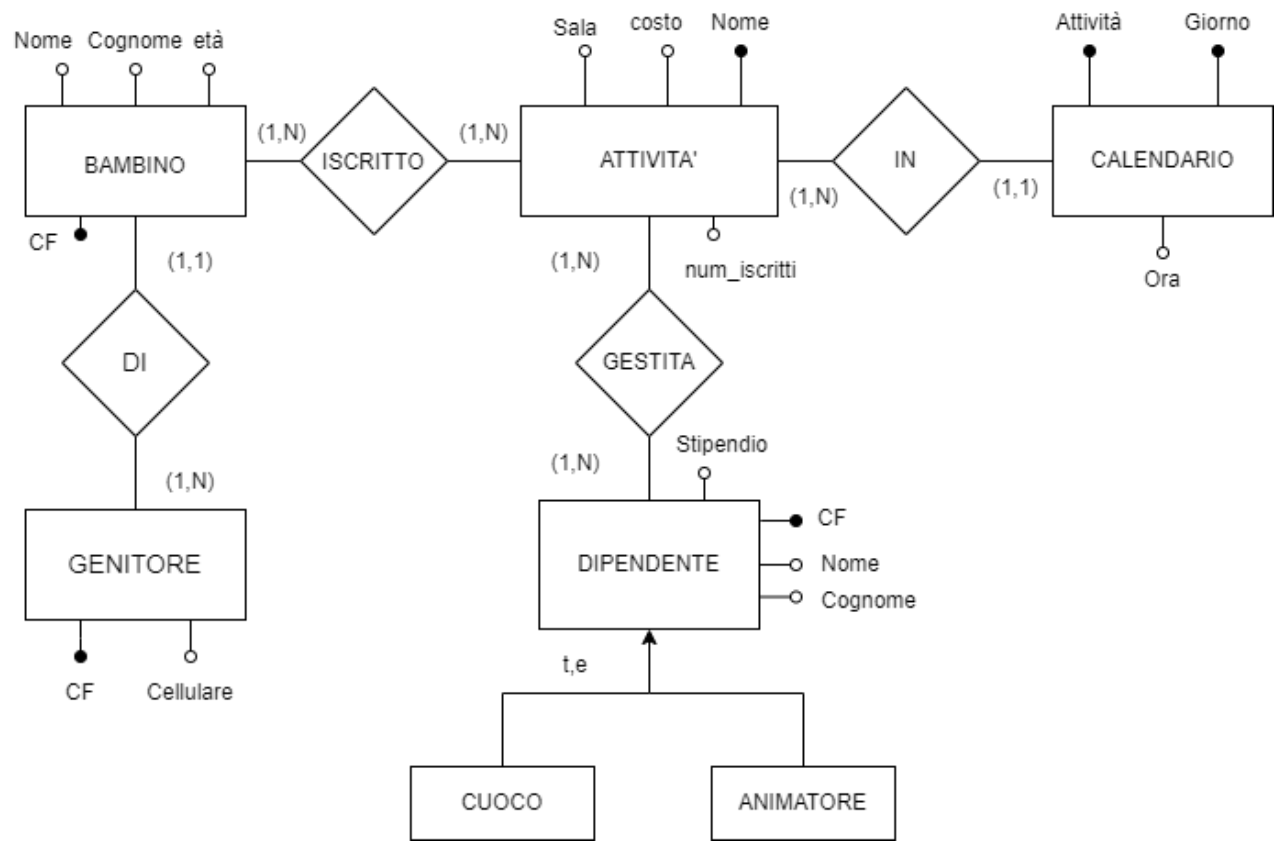 Nome Cognome età
Sala costo Nome
Attività Giorno
BAMBINO (1,N) ISCRITTO (1,N) ATTIVITA' (1,N) IN (1,1) CALENDARIO
CF
(1,1)
(1,N)
num_iscritti
Ora
DI
GESTITA
Stipendio
(1,N)
(1,N)
GENITORE
DIPENDENTE
CF
Nome
Cognome
CF Cellulare
t,e
CUOCO ANIMATORE